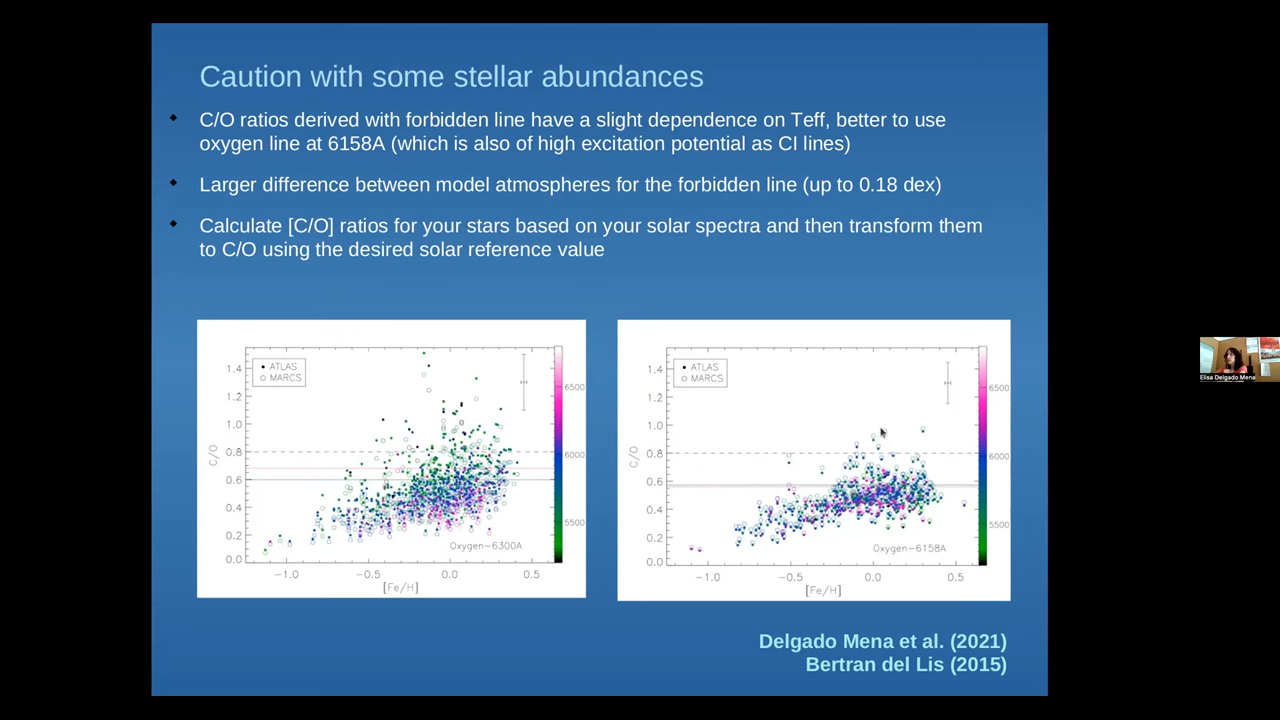 Caution with some stellar abundances
C/O ratios derived with forbidden line have a slight dependence on Teff, better to use
oxygen line at 6158A (which is also of high excitation potential as CI lines)
Larger difference between model atmospheres for the forbidden line (up to 0.18 dex)
Calculate [C/O] ratios for your stars based on your solar spectra and then transform them
to C/O using the desired solar reference value
ATLAS
MARCS
1.4
1.2
1.0
0.8
0.6
0.4
0.2
0.0
C/O
−1.0
−0.5
0.0
0.5
[Fe/H]
Oxygen−6300A
6500
6000
5500
ATLAS
MARCS
1.4
1.2
1.0
0.8
0.6
0.4
0.2
0.0
C/O
−1.0
−0.5
0.0
0.5
[Fe/H]
Oxygen−6158A
6500
6000
5500
Elisa Delgado Mena
Delgado Mena et al. (2021)
Bertran del Lis (2015)